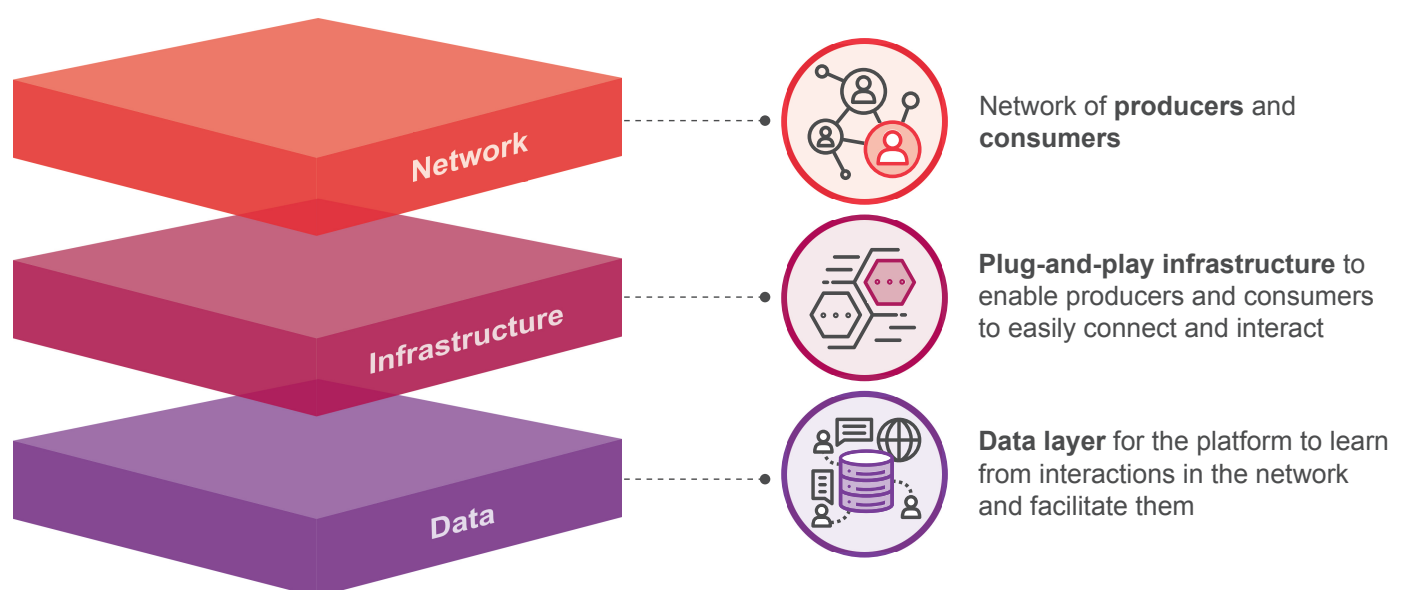 Network
Network of producers and
consumers
Infrastructure
Plug-and-play infrastructure to
enable producers and consumers
to easily connect and interact
Data
Data layer for the platform to learn
from interactions in the network
and facilitate them